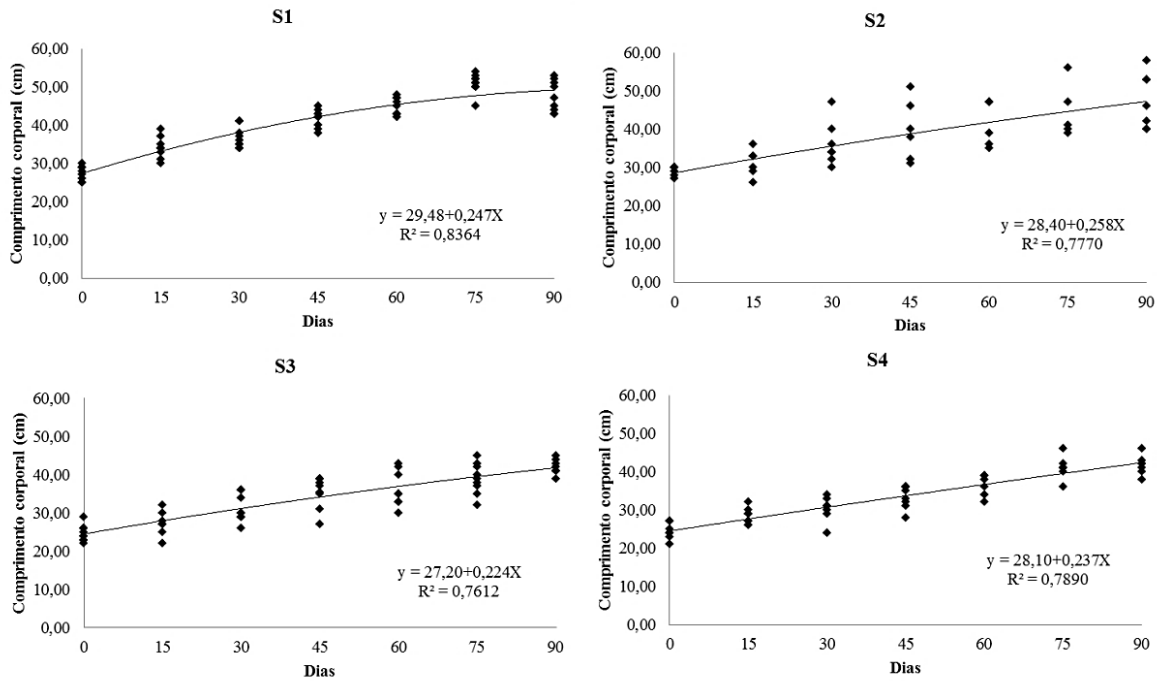 S1
Comprimento corporal (cm)
60,00
50,00
40,00
30,00
20,00
10,00
0,00
y = 29,48+0,247X
R² = 0,8364
0 15 30 45 60 75 90
Dias
S2
Comprimento corporal (cm)
60,00
50,00
40,00
30,00
20,00
10,00
0,00
y = 28,40+0,258X
R² = 0,7770
0 15 30 45 60 75 90
Dias
S3
Comprimento corporal (cm)
60,00
50,00
40,00
30,00
20,00
10,00
0,00
y = 27,20+0,224X
R² = 0,7612
0 15 30 45 60 75 90
Dias
S4
Comprimento corporal (cm)
60,00
50,00
40,00
30,00
20,00
10,00
0,00
y = 28,10+0,237X
R² = 0,7890
0 15 30 45 60 75 90
Dias